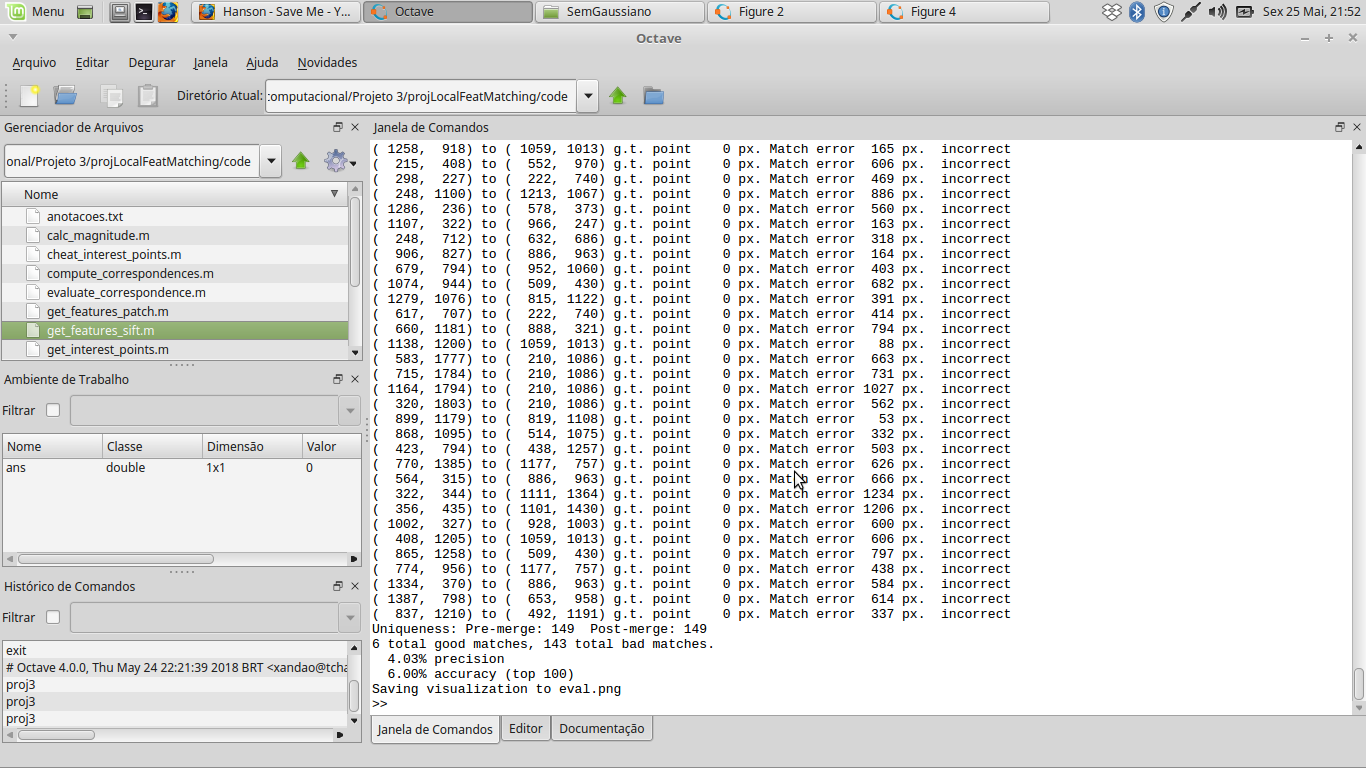 Menu
Hanson - Save Me - Y...
Octave
SemGaussiano
Figure 2
Figure 4
Sex 25 Mai, 21:52
Octave
Arquivo Editar Depurar Janela Ajuda Novidades
Diretório Atual: :omputacional/Projeto 3/projLocalFeatMatching/code
Gerenciador de Arquivos
onal/Projeto 3/projLocalFeatMatching/code
Nome
anotacoes.txt
calc_magnitude.m
cheat_interest_points.m
compute_correspondences.m
evaluate_correspondence.m
get_features_patch.m
get_features_sift.m
get_interest_points.m
Ambiente de Trabalho
Filtrar
Nome Classe Dimensão Valor
ans double 1x1 0
Histórico de Comandos
Filtrar
exit
# Octave 4.0.0, Thu May 24 22:21:39 2018 BRT <xandao@tcha
proj3
proj3
proj3
Janela de Comandos
( 1258,  918) to ( 1059, 1013) g.t. point    0 px. Match error  165 px.  incorrect
(  215,  408) to (  552,  970) g.t. point    0 px. Match error  606 px.  incorrect
(  298,  227) to (  222,  740) g.t. point    0 px. Match error  469 px.  incorrect
(  248, 1100) to ( 1213, 1067) g.t. point    0 px. Match error  886 px.  incorrect
( 1286,  236) to (  578,  373) g.t. point    0 px. Match error  560 px.  incorrect
( 1107,  322) to (  966,  247) g.t. point    0 px. Match error  163 px.  incorrect
(  248,  712) to (  632,  686) g.t. point    0 px. Match error  318 px.  incorrect
(  906,  827) to (  886,  963) g.t. point    0 px. Match error  164 px.  incorrect
(  679,  794) to (  952, 1060) g.t. point    0 px. Match error  403 px.  incorrect
( 1074,  944) to (  509,  430) g.t. point    0 px. Match error  682 px.  incorrect
( 1279, 1076) to (  815, 1122) g.t. point    0 px. Match error  391 px.  incorrect
(  617,  707) to (  222,  740) g.t. point    0 px. Match error  414 px.  incorrect
(  660, 1181) to (  888,  321) g.t. point    0 px. Match error  794 px.  incorrect
( 1138, 1200) to ( 1059, 1013) g.t. point    0 px. Match error   88 px.  incorrect
(  583, 1777) to (  210, 1086) g.t. point    0 px. Match error  663 px.  incorrect
(  715, 1784) to (  210, 1086) g.t. point    0 px. Match error  731 px.  incorrect
( 1164, 1794) to (  210, 1086) g.t. point    0 px. Match error 1027 px.  incorrect
(  320, 1803) to (  210, 1086) g.t. point    0 px. Match error  562 px.  incorrect
(  899, 1179) to (  819, 1108) g.t. point    0 px. Match error   53 px.  incorrect
(  868, 1095) to (  514, 1075) g.t. point    0 px. Match error  332 px.  incorrect
(  423,  794) to (  438, 1257) g.t. point    0 px. Match error  503 px.  incorrect
(  770, 1385) to ( 1177,  757) g.t. point    0 px. Match error  626 px.  incorrect
(  564,  315) to (  886,  963) g.t. point    0 px. Match error  666 px.  incorrect
(  322,  344) to ( 1111, 1364) g.t. point    0 px. Match error 1234 px.  incorrect
(  356,  435) to ( 1101, 1430) g.t. point    0 px. Match error 1206 px.  incorrect
( 1002,  327) to (  928, 1003) g.t. point    0 px. Match error  600 px.  incorrect
(  408, 1205) to ( 1059, 1013) g.t. point    0 px. Match error  606 px.  incorrect
(  865, 1258) to (  509,  430) g.t. point    0 px. Match error  797 px.  incorrect
(  774,  956) to ( 1177,  757) g.t. point    0 px. Match error  438 px.  incorrect
( 1334,  370) to (  886,  963) g.t. point    0 px. Match error  584 px.  incorrect
( 1387,  798) to (  653,  958) g.t. point    0 px. Match error  614 px.  incorrect
(  837, 1210) to (  492, 1191) g.t. point    0 px. Match error  337 px.  incorrect
Uniqueness: Pre-merge: 149  Post-merge: 149
6 total good matches, 143 total bad matches.
4.03% precision
6.00% accuracy (top 100)
Saving visualization to eval.png
>>
Janela de Comandos Editor Documentação